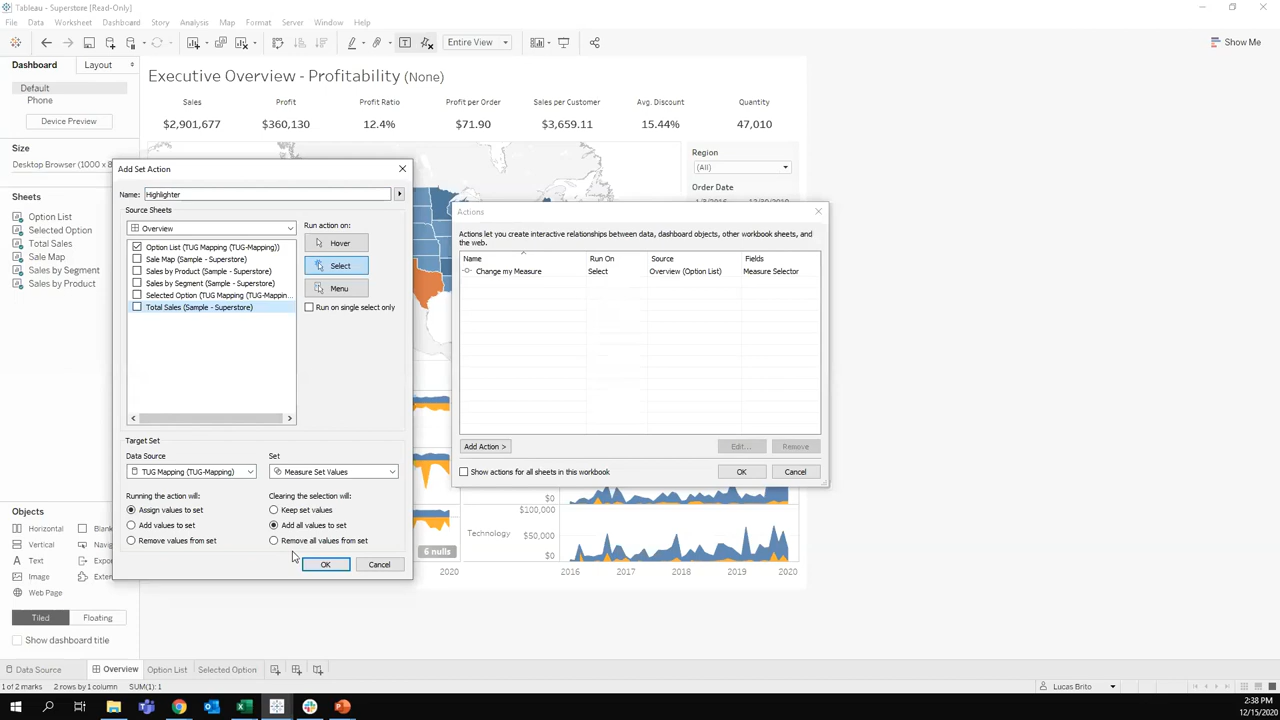 Tableau - Superstore [Read-Only]
File Data Worksheet Dashboard Story Analysis Map Format Server Window Help
Entire View
Show Me
Dashboard Layout
Default
Phone
Device Preview
Size
Desktop Browser (1000 x 8
Sheets
Option List
Selected Option
Total Sales
Sale Map
Sales by Segment
Sales by Product
Objects
Horizontal Blank
Vertical Navig
Text Expor
Image Exten
Web Page
Tiled Floating
Show dashboard title
Executive Overview - Profitability (None)
Sales Profit Profit Ratio Profit per Order Sales per Customer Avg. Discount Quantity
$2,901,677 $360,130 12.4% $71.90 $3,659.11 15.44% 47,010
Region
(All)
Order Date
Add Set Action
Name: Highlighter
Source Sheets
Overview
Option List (TUG Mapping (TUG-Mapping))
Sale Map (Sample - Superstore)
Sales by Product (Sample - Superstore)
Sales by Segment (Sample - Superstore)
Selected Option (TUG Mapping (TUG-Mappin...
Total Sales (Sample - Superstore)
Run action on:
Hover
Select
Menu
Run on single select only
Target Set
Data Source Set
TUG Mapping (TUG-Mapping) Measure Set Values
Running the action will: Clearing the selection will:
Assign values to set Keep set values
Add values to set Add all values to set
Remove values from set Remove all values from set
OK Cancel
Actions
Actions let you create interactive relationships between data, dashboard objects, other workbook sheets, and
the web.
Name Run On Source Fields
Change my Measure Select Overview (Option List) Measure Selector
Add Action > Edit... Remove
Show actions for all sheets in this workbook OK Cancel
$0
$100,000
Technology $50,000
$0
6 nulls
2020 2016 2017 2018 2019 2020
Data Source Overview Option List Selected Option
1 of 2 marks 2 rows by 1 column SUM(1): 1
Lucas Brito
2:38 PM
12/15/2020